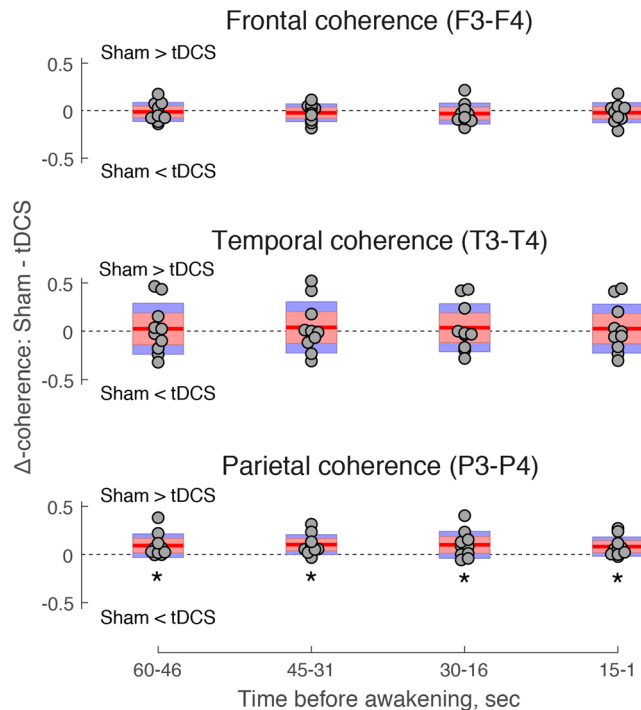 Frontal coherence (F3-F4)
Sham > tDCS
0.5
0
-0.5
Sham < tDCS
Temporal coherence (T3-T4)
Sham > tDCS
0.5
0
-0.5
Sham < tDCS
Parietal coherence (P3-P4)
Sham > tDCS
0.5
0
* * * *
-0.5
Sham < tDCS
Δ-coherence: Sham - tDCS
60-46 45-31 30-16 15-1
Time before awakening, sec